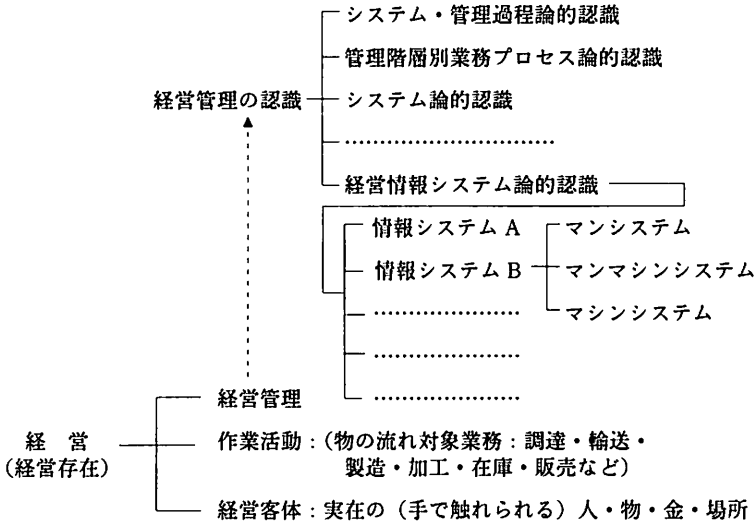 システム・管理過程論的認識
管理階層別業務プロセス論的認識
経営管理の認識
システム論的認識
……………………………
経営情報システム論的認識
情報システム A
マンシステム
情報システム B
マンマシンシステム
……………………
マシンシステム
……………………
……………………
経営管理
経　営
(経営存在)
作業活動：(物の流れ対象業務：調達・輸送・
製造・加工・在庫・販売など)
経営客体：実在の（手で触れられる）人・物・金・場所